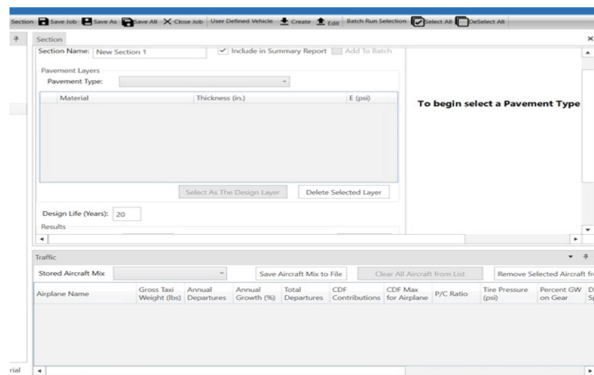 Section Save Job Save As Save All Close Job User Defined Vehicle Create Edit Batch Run Selection: Select All DeSelect All
Section
Section Name: New Section 1 Include in Summary Report Add To Batch
Pavement Layers
Pavement Type:
Material Thickness (in.) E (psi)
To begin select a Pavement Type
Select As The Design Layer Delete Selected Layer
Design Life (Years): 20
Results
Traffic
Stored Aircraft Mix Save Aircraft Mix to File Clear All Aircraft from List Remove Selected Aircraft fr
Airplane Name Gross Taxi Weight (lbs) Annual Departures Annual Growth (%) Total Departures CDF Contributions CDF Max for Airplane P/C Ratio Tire Pressure (psi) Percent GW on Gear D Sp
rial